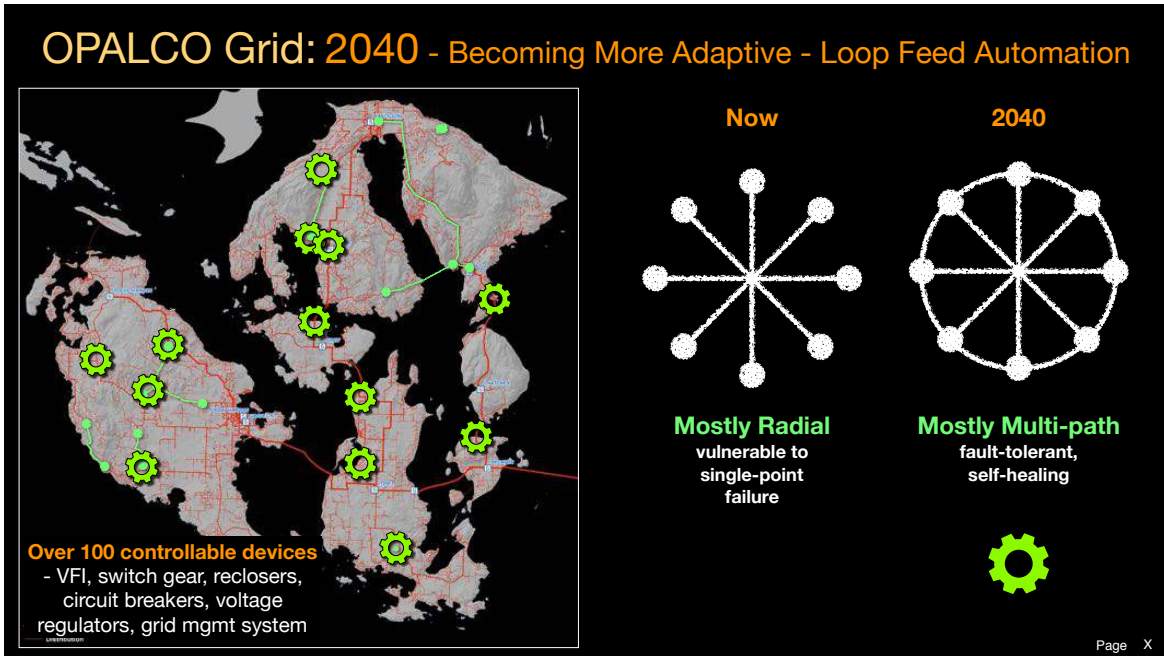 OPALCO Grid: 2040 - Becoming More Adaptive - Loop Feed Automation
Now
2040
Mostly Radial
vulnerable to
single-point
failure
Mostly Multi-path
fault-tolerant,
self-healing
Over 100 controllable devices
- VFI, switch gear, reclosers,
circuit breakers, voltage
regulators, grid mgmt system
Distribution
Page X